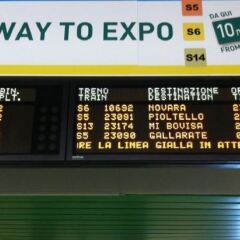 WAY TO EXPO
S5
S6
S14
DA QUI
10
FROM
BIN. TRENO DESTINAZIONE
PLT. TRAIN DESTINATION
S6 10692 NOVARA
S5 23091 PIOLTELLO
S13 23174 MI BOVISA
S5 23090 GALLARATE
RE LA LINEA GIALLA IN ATTE